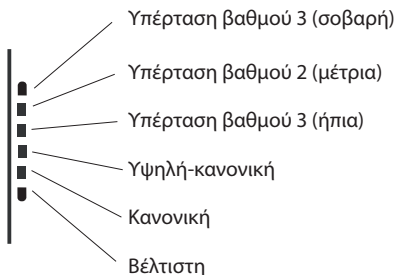 Υπέρταση βαθμού 3 (σοβαρή)
Υπέρταση βαθμού 2 (μέτρια)
Υπέρταση βαθμού 3 (ήπια)
Υψηλή-κανονική
Κανονική
Βέλτιστη